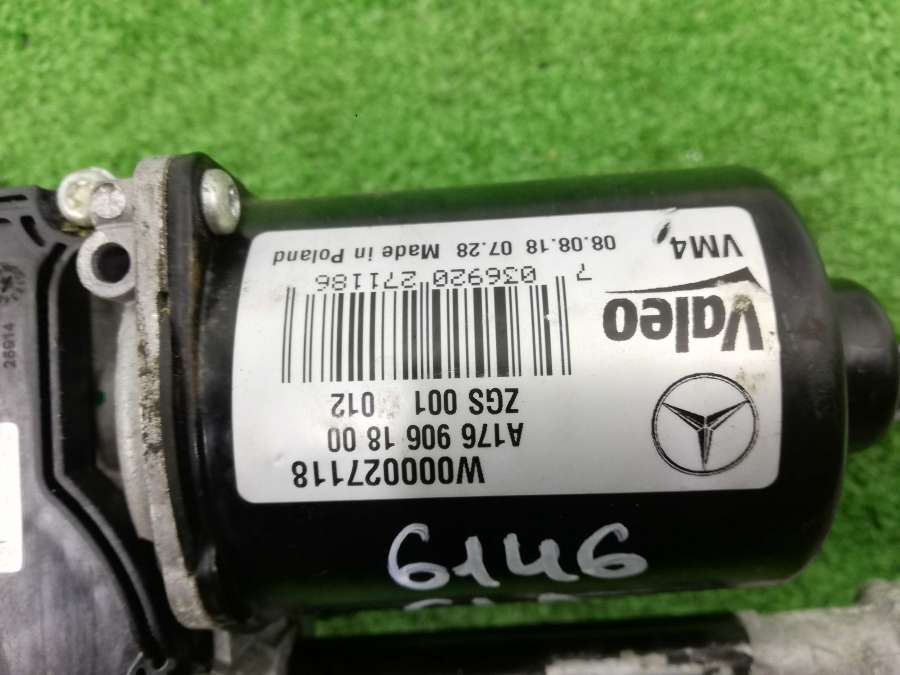 W000027118
A176 906 18 00
ZGS 001 012
7 036920 271186
Valeo
VM4
08.08.18 07.28 Made in Poland
6146
25914